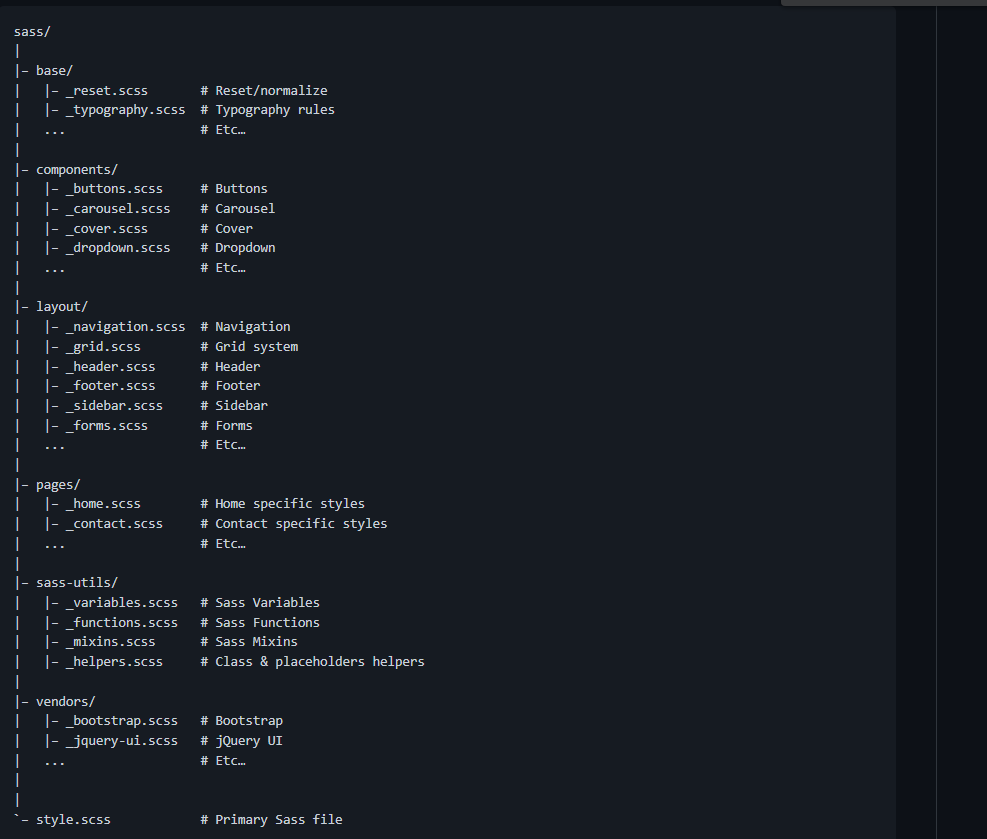 sass/
|
|– base/
|   |– _reset.scss       # Reset/normalize
|   |– _typography.scss  # Typography rules
|   ...                  # Etc…
|
|– components/
|   |– _buttons.scss     # Buttons
|   |– _carousel.scss    # Carousel
|   |– _cover.scss       # Cover
|   |– _dropdown.scss    # Dropdown
|   ...                  # Etc…
|
|– layout/
|   |– _navigation.scss  # Navigation
|   |– _grid.scss        # Grid system
|   |– _header.scss      # Header
|   |– _footer.scss      # Footer
|   |– _sidebar.scss     # Sidebar
|   |– _forms.scss       # Forms
|   ...                  # Etc…
|
|– pages/
|   |– _home.scss        # Home specific styles
|   |– _contact.scss     # Contact specific styles
|   ...                  # Etc…
|
|– sass-utils/
|   |– _variables.scss   # Sass Variables
|   |– _functions.scss   # Sass Functions
|   |– _mixins.scss      # Sass Mixins
|   |– _helpers.scss     # Class & placeholders helpers
|
|– vendors/
|   |– _bootstrap.scss   # Bootstrap
|   |– _jquery-ui.scss   # jQuery UI
|   ...                  # Etc…
|
|
`– style.scss            # Primary Sass file